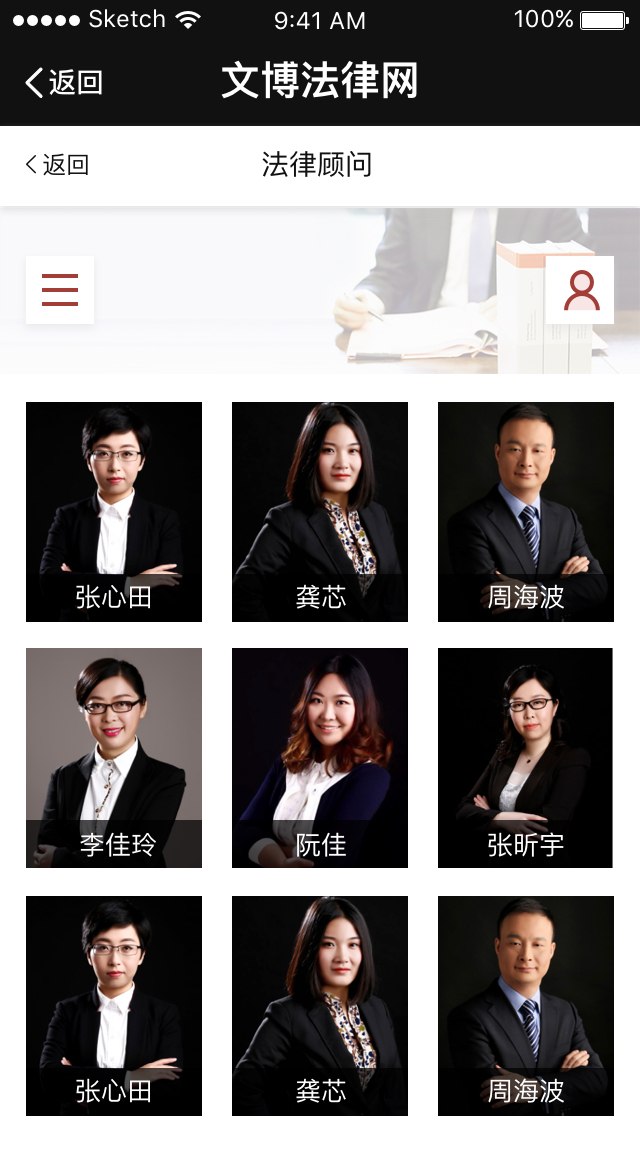 Sketch 9:41 AM 100%
返回 文博法律网
返回 法律顾问
张心田 龚芯 周海波
李佳玲 阮佳 张昕宇
张心田 龚芯 周海波